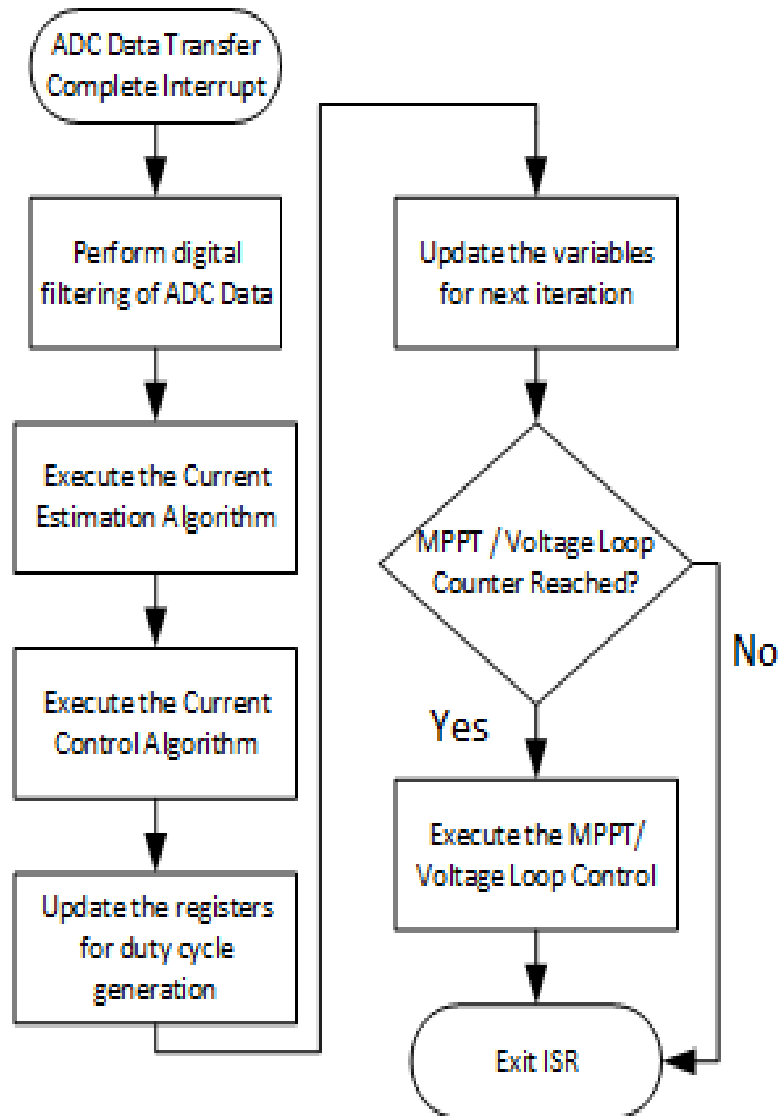 ADC Data Transfer
Complete Interrupt
Perform digital
filtering of ADC Data
Execute the Current
Estimation Algorithm
Execute the Current
Control Algorithm
Update the registers
for duty cycle
generation
Update the variables
for next iteration
MPPT / Voltage Loop
Counter Reached?
No
Yes
Execute the MPPT/
Voltage Loop Control
Exit ISR